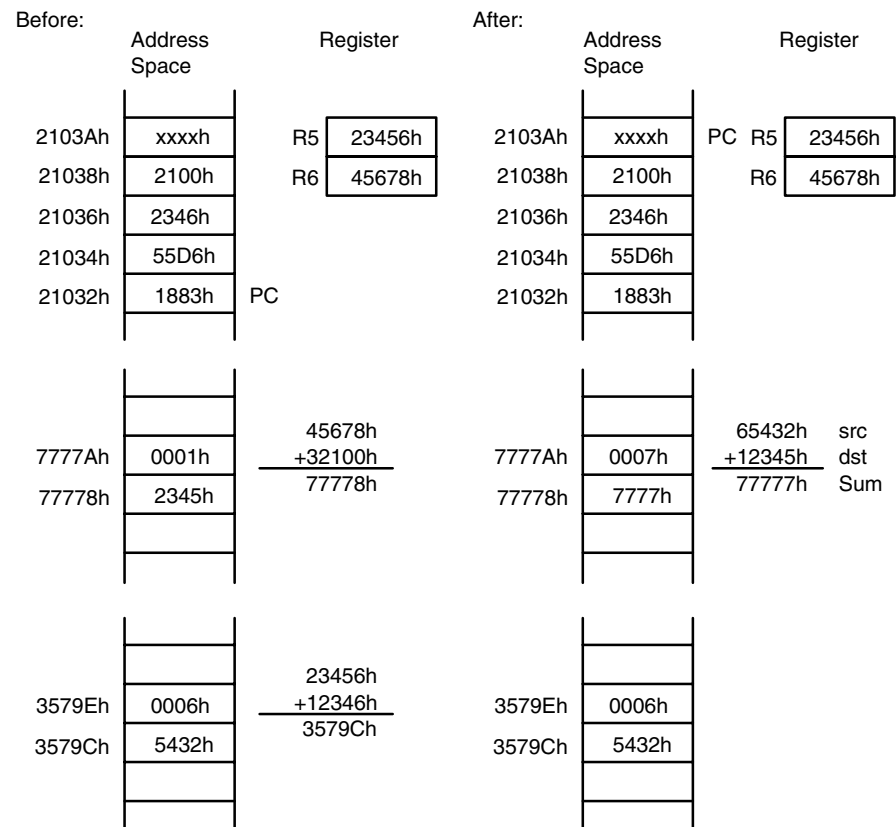 Before:
Address Space
Register
2103Ah xxxxh R5 23456h
21038h 2100h R6 45678h
21036h 2346h
21034h 55D6h
21032h 1883h PC
45678h
7777Ah 0001h +32100h
77778h 2345h 77778h
23456h
3579Eh 0006h +12346h
3579Ch 5432h 3579Ch
After:
Address Space
Register
2103Ah xxxxh PC R5 23456h
21038h 2100h R6 45678h
21036h 2346h
21034h 55D6h
21032h 1883h
65432h src
7777Ah 0007h +12345h dst
77778h 7777h 77777h Sum
3579Eh 0006h
3579Ch 5432h